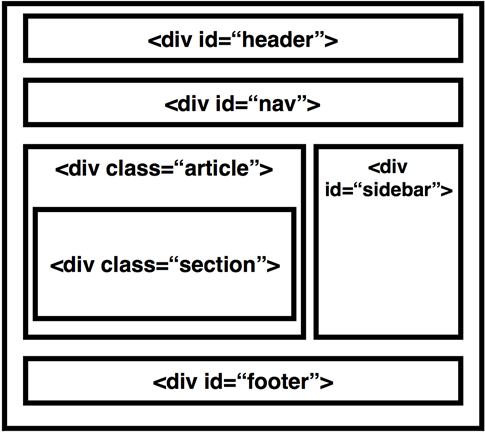 <div id=“header”>
<div id=“nav”>
<div class=“article”>
<div
id=“sidebar”>
<div class=“section”>
<div id=“footer”>